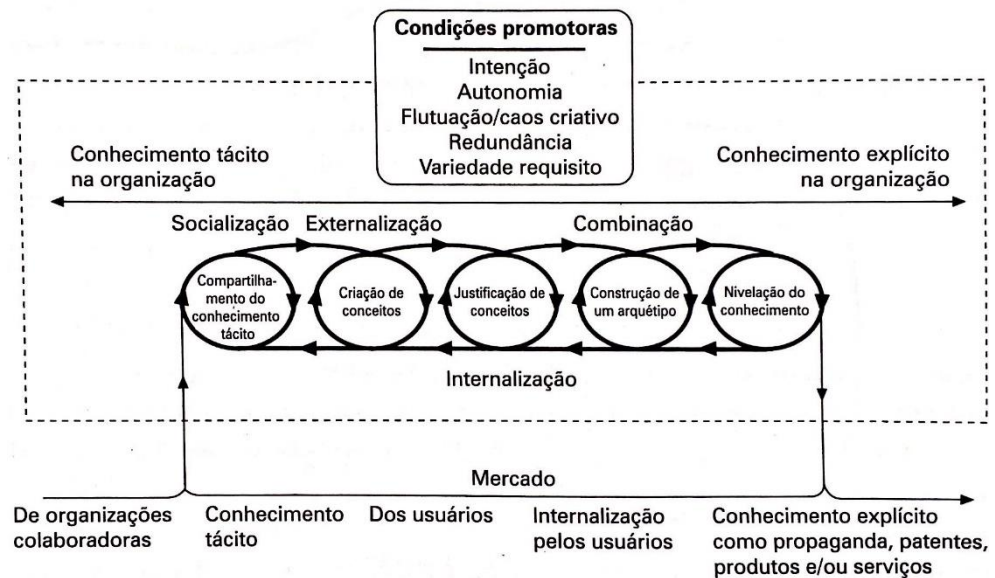 Condições promotoras
Intenção
Autonomia
Flutuação/caos criativo
Redundância
Variedade requisito
Conhecimento tácito
na organização
Conhecimento explícito
na organização
Socialização
Externalização
Combinação
Compartilha-
mento do
conhecimento
tácito
Criação de
conceitos
Justificação de
conceitos
Construção de
um arquétipo
Nivelação do
conhecimento
Internalização
Mercado
De organizações
colaboradoras
Conhecimento
tácito
Dos usuários
Internalização
pelos usuários
Conhecimento explícito
como propaganda, patentes,
produtos e/ou serviços